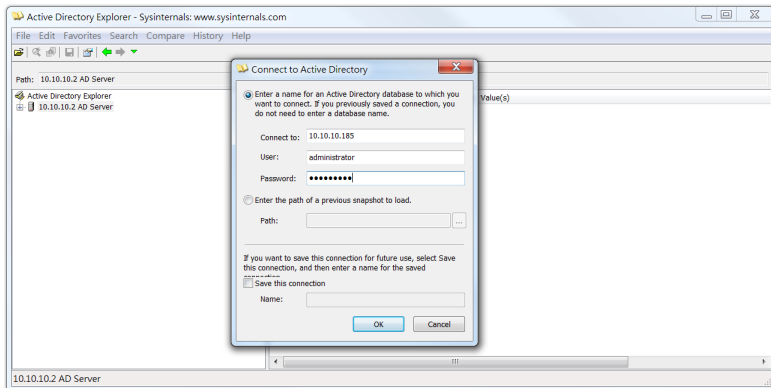 Active Directory Explorer - Sysinternals: www.sysinternals.com
File Edit Favorites Search Compare History Help
Path: 10.10.10.2 AD Server
Active Directory Explorer
10.10.10.2 AD Server
Value(s)
Connect to Active Directory
Enter a name for an Active Directory database to which you
want to connect. If you previously saved a connection, you
do not need to enter a database name.
Connect to: 10.10.10.185
User: administrator
Password: •••••••••
Enter the path of a previous snapshot to load.
Path:
...
If you want to save this connection for future use, select Save
this connection, and then enter a name for the saved
Save this connection
Name:
OK Cancel
10.10.10.2 AD Server